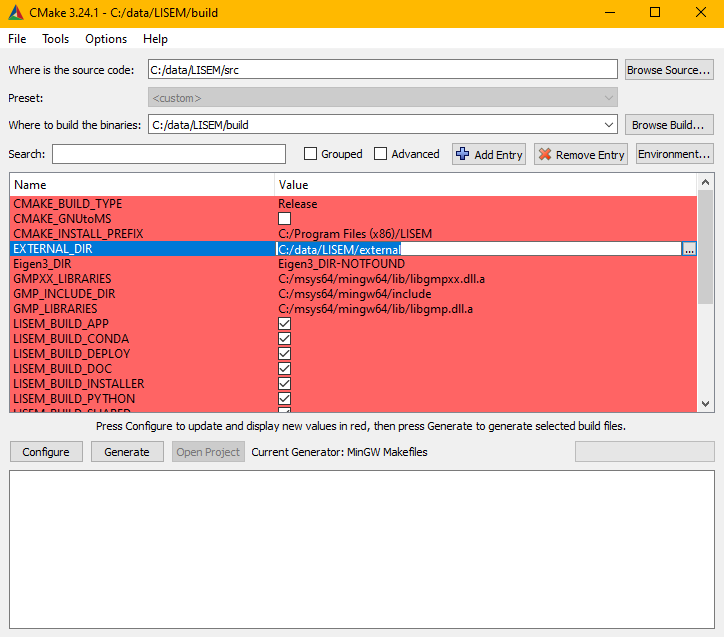 CMake 3.24.1 - C:/data/LISEM/build
File Tools Options Help
Where is the source code: C:/data/LISEM/src Browse Source...
Preset: <custom>
Where to build the binaries: C:/data/LISEM/build Browse Build...
Search: Grouped Advanced Add Entry Remove Entry Environment...
Name Value
CMAKE_BUILD_TYPE Release
CMAKE_GNUtoMS
CMAKE_INSTALL_PREFIX C:/Program Files (x86)/LISEM
EXTERNAL_DIR C:/data/LISEM/external ...
Eigen3_DIR Eigen3_DIR-NOTFOUND
GMPXX_LIBRARIES C:/msys64/mingw64/lib/libgmpxx.dll.a
GMP_INCLUDE_DIR C:/msys64/mingw64/include
GMP_LIBRARIES C:/msys64/mingw64/lib/libgmp.dll.a
LISEM_BUILD_APP
LISEM_BUILD_CONDA
LISEM_BUILD_DEPLOY
LISEM_BUILD_DOC
LISEM_BUILD_INSTALLER
LISEM_BUILD_PYTHON
LISEM_BUILD_SHARED
Press Configure to update and display new values in red, then press Generate to generate selected build files.
Configure Generate Open Project Current Generator: MinGW Makefiles